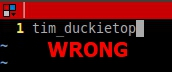 1 tim_duckietop
~ WRONG
~